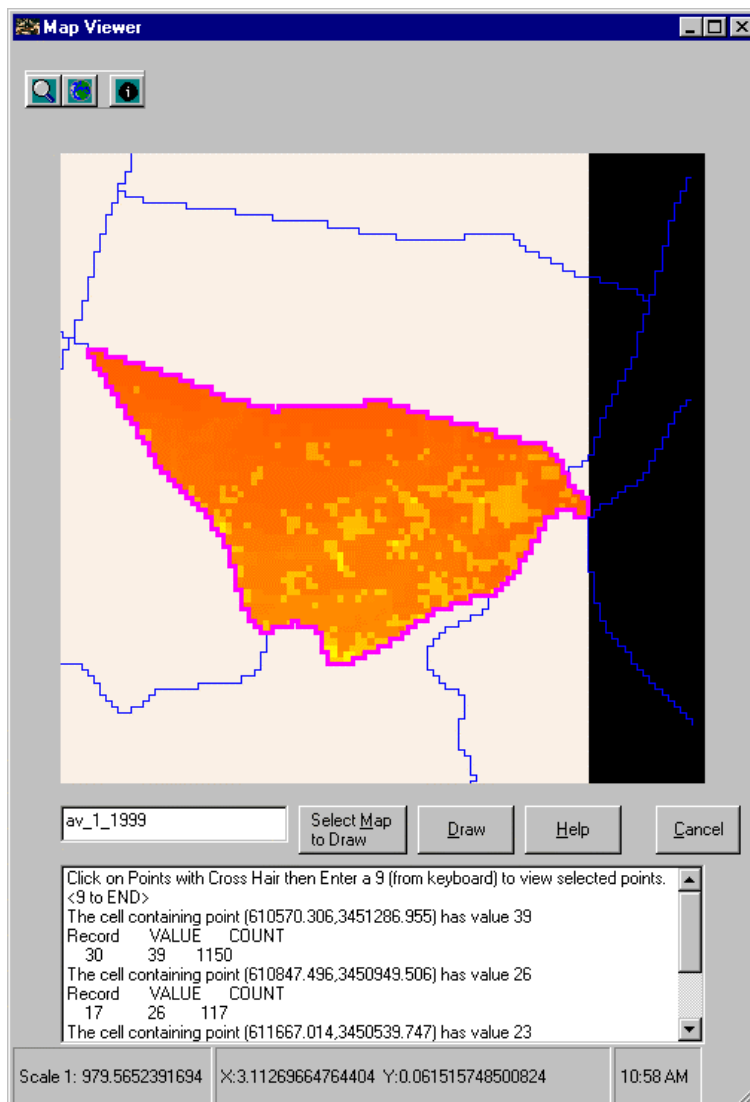 Map Viewer
av_1_1999
Select Map
to Draw
Draw
Help
Cancel
Click on Points with Cross Hair then Enter a 9 (from keyboard) to view selected points.
<9 to END>
The cell containing point (610570.306,3451286.955) has value 39
Record VALUE COUNT
30 39 1150
The cell containing point (610847.496,3450949.506) has value 26
Record VALUE COUNT
17 26 117
The cell containing point (611667.014,3450539.747) has value 23
Scale 1: 979.5652391694
X:3.11269664764404 Y:0.061515748500824
10:58 AM